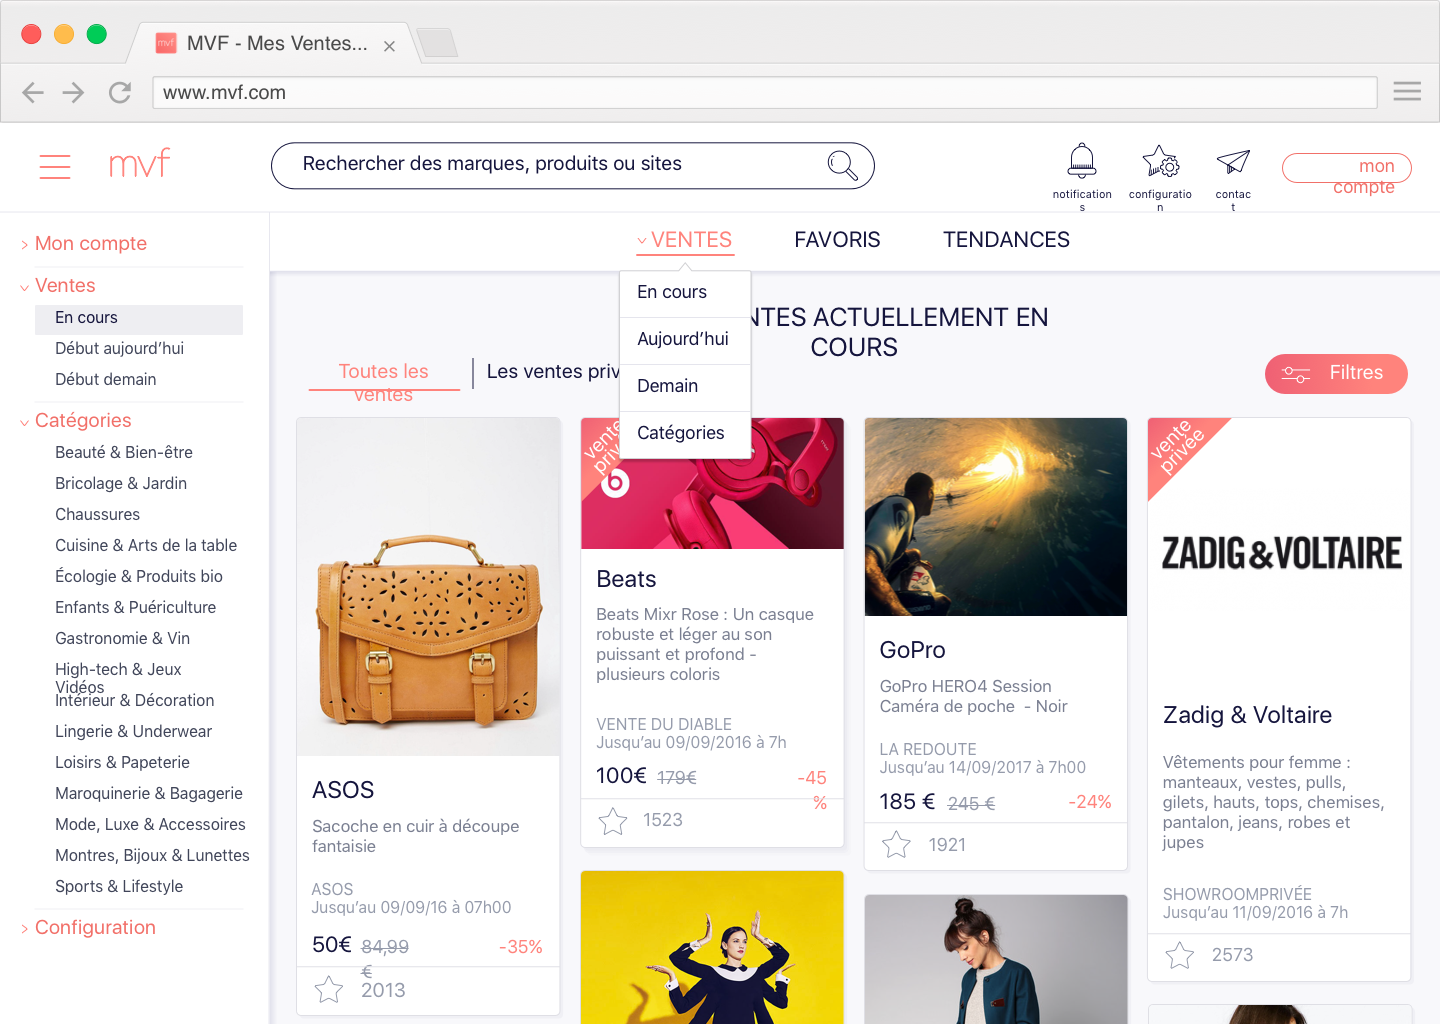 mvf
MVF - Mes Ventes...
www.mvf.com
mvf
Rechercher des marques, produits ou sites
notification
s
configuratio
n
contac
t
mon
compte
VENTES
FAVORIS
TENDANCES
En cours
Aujourd’hui
Demain
Catégories
Mon compte
Ventes
En cours
Début aujourd’hui
Début demain
Catégories
Beauté & Bien-être
Bricolage & Jardin
Chaussures
Cuisine & Arts de la table
Écologie & Produits bio
Enfants & Puériculture
Gastronomie & Vin
High-tech & Jeux
Vidéos
Intérieur & Décoration
Lingerie & Underwear
Loisirs & Papeterie
Maroquinerie & Bagagerie
Mode, Luxe & Accessoires
Montres, Bijoux & Lunettes
Sports & Lifestyle
Configuration
NTES ACTUELLEMENT EN
COURS
Toutes les
ventes
Les ventes priv
Filtres
ASOS
Sacoche en cuir à découpe
fantaisie
ASOS
Jusqu’au 09/09/16 à 07h00
50€ 84,99
€
-35%
2013
vente
privé
b
Beats
Beats Mixr Rose : Un casque
robuste et léger au son
puissant et profond -
plusieurs coloris
VENTE DU DIABLE
Jusqu’au 09/09/2016 à 7h
100€ 179€
-45
%
1523
GoPro
GoPro HERO4 Session
Caméra de poche - Noir
LA REDOUTE
Jusqu’au 14/09/2017 à 7h00
185 € 245 €
-24%
1921
vente
privée
ZADIG & VOLTAIRE
Zadig & Voltaire
Vêtements pour femme :
manteaux, vestes, pulls,
gilets, hauts, tops, chemises,
pantalon, jeans, robes et
jupes
SHOWROOMPRIVÉE
Jusqu’au 11/09/2016 à 7h
2573